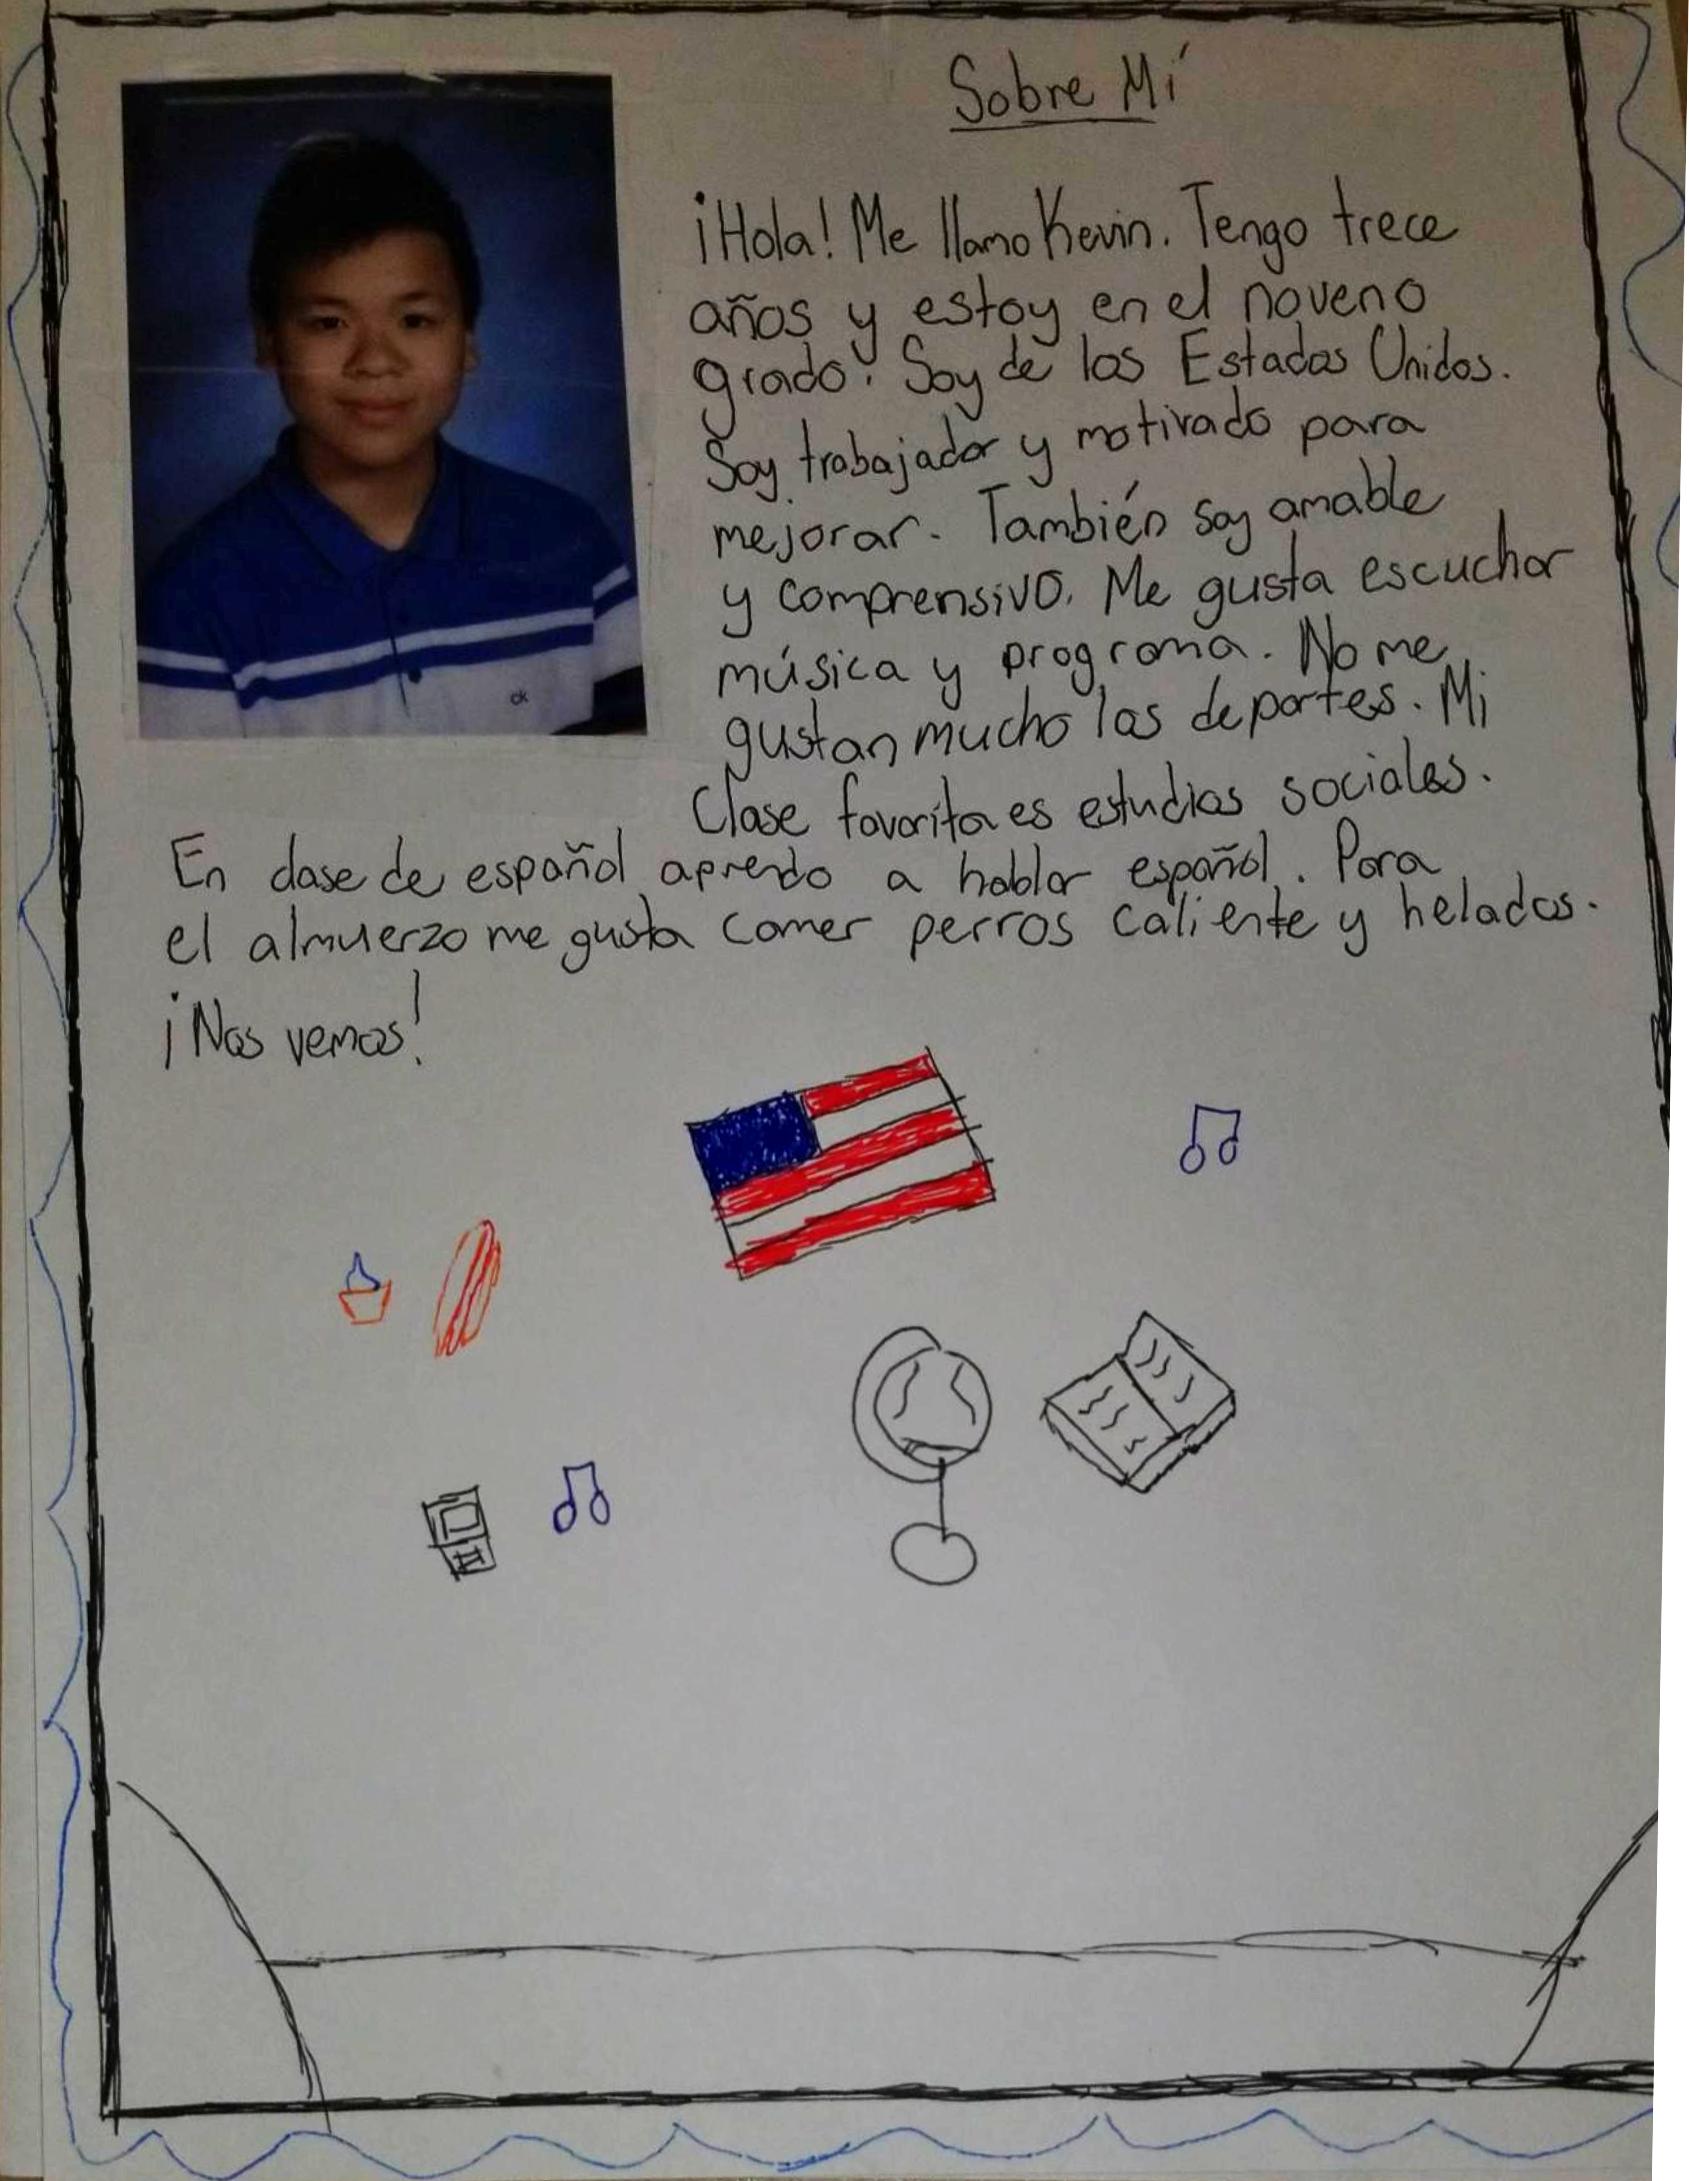 Sobre Mí
¡Hola! Me llamo Kevin. Tengo trece
años y estoy en el noveno
grado. Soy de los Estados Unidos.
Soy trabajador y motivado para
mejorar. También soy amable
y comprensivo. Me gusta escuchar
música y programa. No me
gustan mucho los deportes. Mi
Clase favorita es estudios sociales.
En clase de español aprendo a hablar español. Para
el almuerzo me gusta comer perros caliente y helados.
¡Nos vemos!
ck